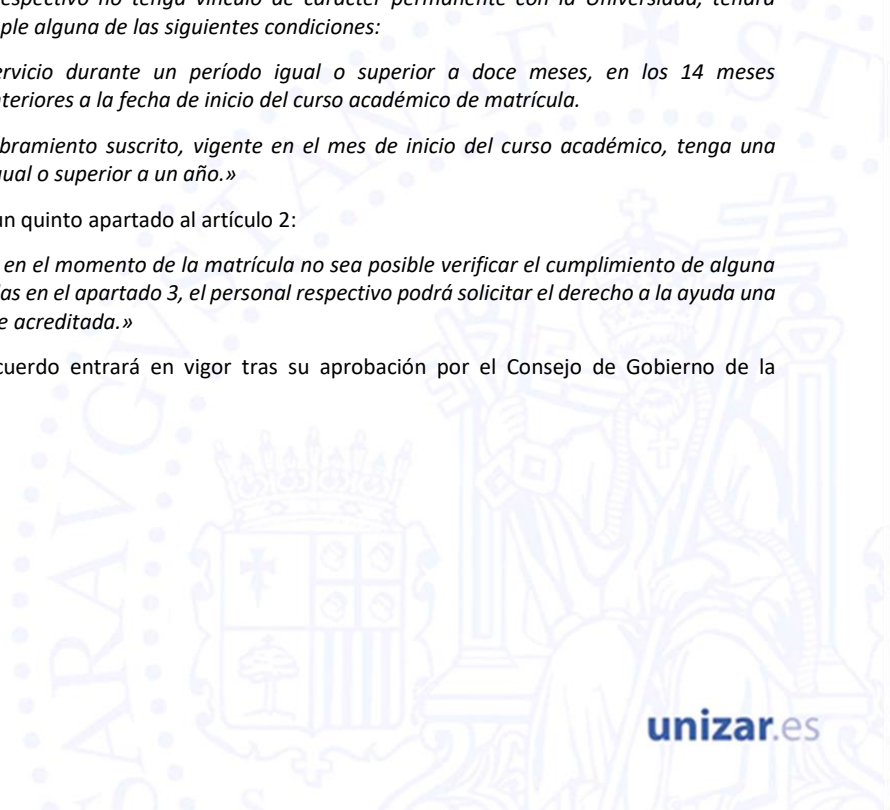 especti​vo no tenga vínculo de carácter permanente con la Universidad, tendrá
ple alguna de las siguientes condiciones:
ervicio durante un período igual o superior a doce meses, en los 14 meses
nteriores a la fecha de inicio del curso académico de matrícula.
bramiento suscrito, vigente en el mes de inicio del curso académico, tenga una
gual o superior a un año.»
un quinto apartado al artículo 2:
en el momento de la matrícula no sea posible verificar el cumplimiento de alguna
las en el apartado 3, el personal respectivo podrá solicitar el derecho a la ayuda una
e acreditada.»
cuerdo entrará en vigor tras su aprobación por el Consejo de Gobierno de la
unizar.es